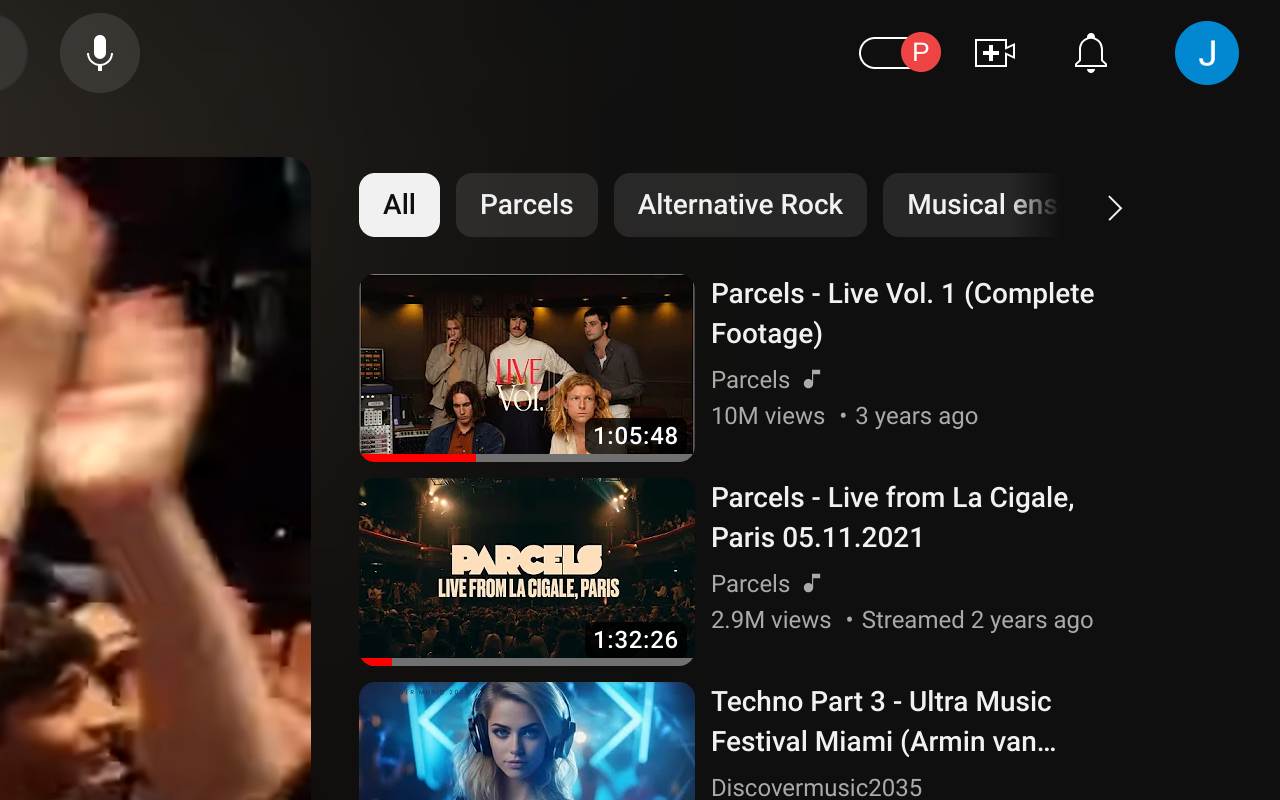 P
J
All
Parcels
Alternative Rock
Musical ens
LIVE
Vol.
1:05:48
Parcels - Live Vol. 1 (Complete
Footage)
Parcels
10M views • 3 years ago
PARCELS
LIVE FROM LA CIGALE, PARIS
1:32:26
Parcels - Live from La Cigale,
Paris 05.11.2021
Parcels
2.9M views • Streamed 2 years ago
Techno Part 3 - Ultra Music
Festival Miami (Armin van...
Discovermusic2035